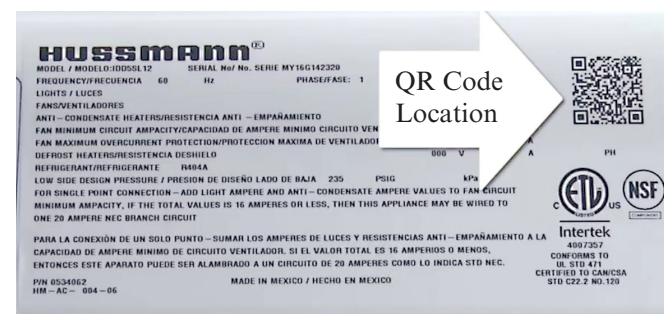 HUSSMANN®
MODEL / MODELO:IDD5SL12 SERIAL No/ No. SERIE MY16G142320
FREQUENCY/FRECUENCIA 60 Hz PHASE/FASE: 1
LIGHTS / LUCES
FANS/VENTILADORES
ANTI-CONDENSATE HEATERS/RESISTENCIA ANTI-EMPAÑAMIENTO
FAN MINIMUM CIRCUIT AMPACITY/CAPACIDAD DE AMPERE MINIMO CIRCUITO VEN
FAN MAXIMUM OVERCURRENT PROTECTION/PROTECCION MAXIMA DE VENTILADO A
DEFROST HEATERS/RESISTENCIA DESHIELO 000 V A PH
REFRIGERANT/REFRIGERANTE R404A
LOW SIDE DESIGN PRESSURE / PRESION DE DISEÑO LADO DE BAJA 235 PSIG kPa
FOR SINGLE POINT CONNECTION-ADD LIGHT AMPERE AND ANTI-CONDENSATE AMPERE VALUES TO FAN CIRCUIT
MINIMUM AMPACITY, IF THE TOTAL VALUES IS 16 AMPERES OR LESS, THEN THIS APPLIANCE MAY BE WIRED TO
ONE 20 AMPERE NEC BRANCH CIRCUIT
PARA LA CONEXIÓN DE UN SOLO PUNTO-SUMAR LOS AMPERES DE LUCES Y RESISTENCIAS ANTI-EMPAÑAMIENTO A LA
CAPACIDAD DE AMPERE MINIMO DE CIRCUITO VENTILADOR. SI EL VALOR TOTAL ES 16 AMPERIOS O MENOS,
ENTONCES ESTE APARATO PUEDE SER ALAMBRADO A UN CIRCUITO DE 20 AMPERES COMO LO INDICA STD NEC.
P/N 0534062 MADE IN MEXICO / HECHO EN MEXICO
HM-AC- 004-06
QR Code
Location
C ETL US
LISTED
NSF
COMPONENT
Intertek
4007357
CONFORMS TO
UL STD 471
CERTIFIED TO CAN/CSA
STD C22.2 NO.120